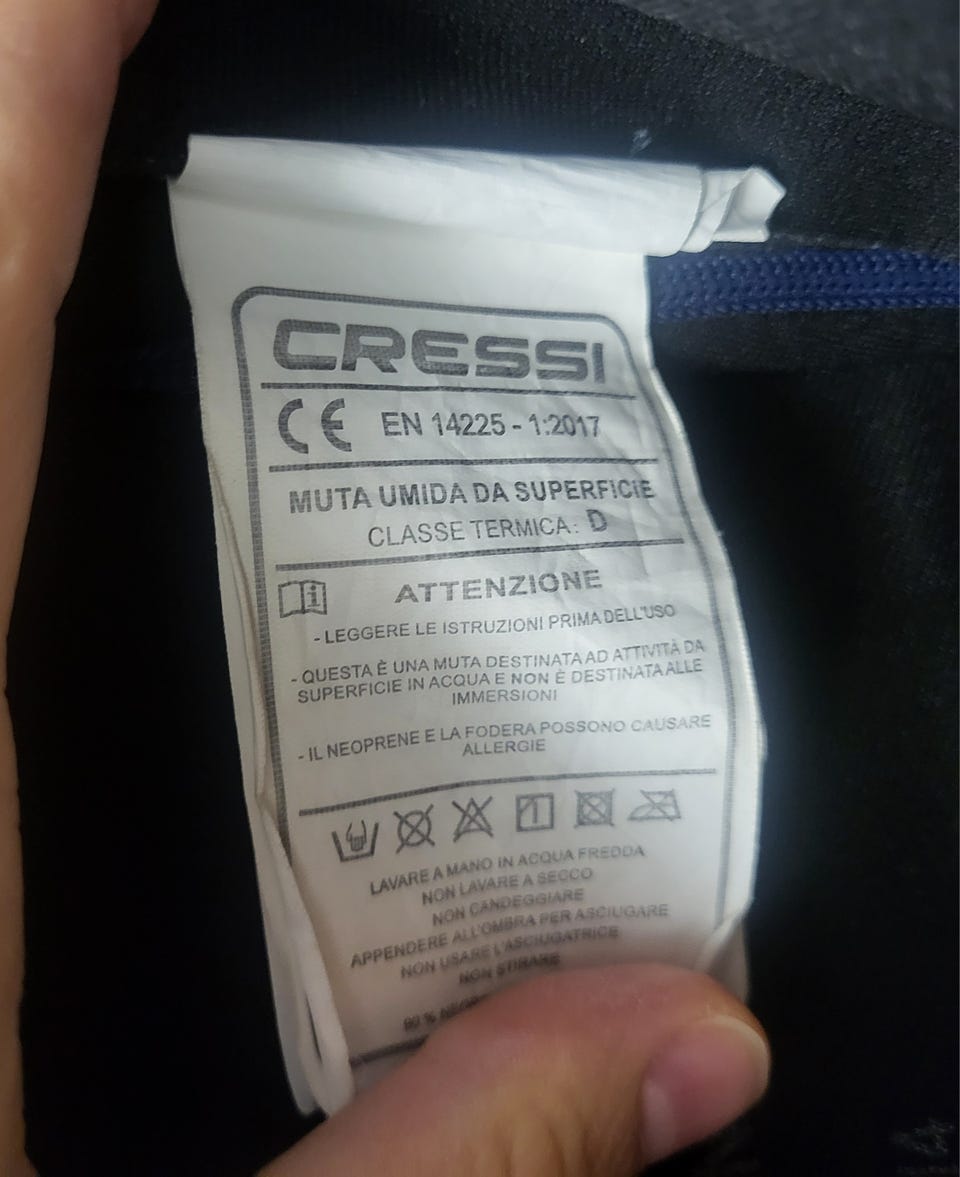 CRESSI
CE EN 14225 - 1:2017
MUTA UMIDA DA SUPERFICIE
CLASSE TERMICA: D
ATTENZIONE
- LEGGERE LE ISTRUZIONI PRIMA DELL'USO
- QUESTA È UNA MUTA DESTINATA AD ATTIVITÀ DA
SUPERFICIE IN ACQUA E NON È DESTINATA ALLE
IMMERSIONI
- IL NEOPRENE E LA FODERA POSSONO CAUSARE
ALLERGIE
LAVARE A MANO IN ACQUA FREDDA
NON LAVARE A SECCO
NON CANDEGGIARE
APPENDERE ALL'OMBRA PER ASCIUGARE
NON USARE L'ASCIUGATRICE
NON STIRARE